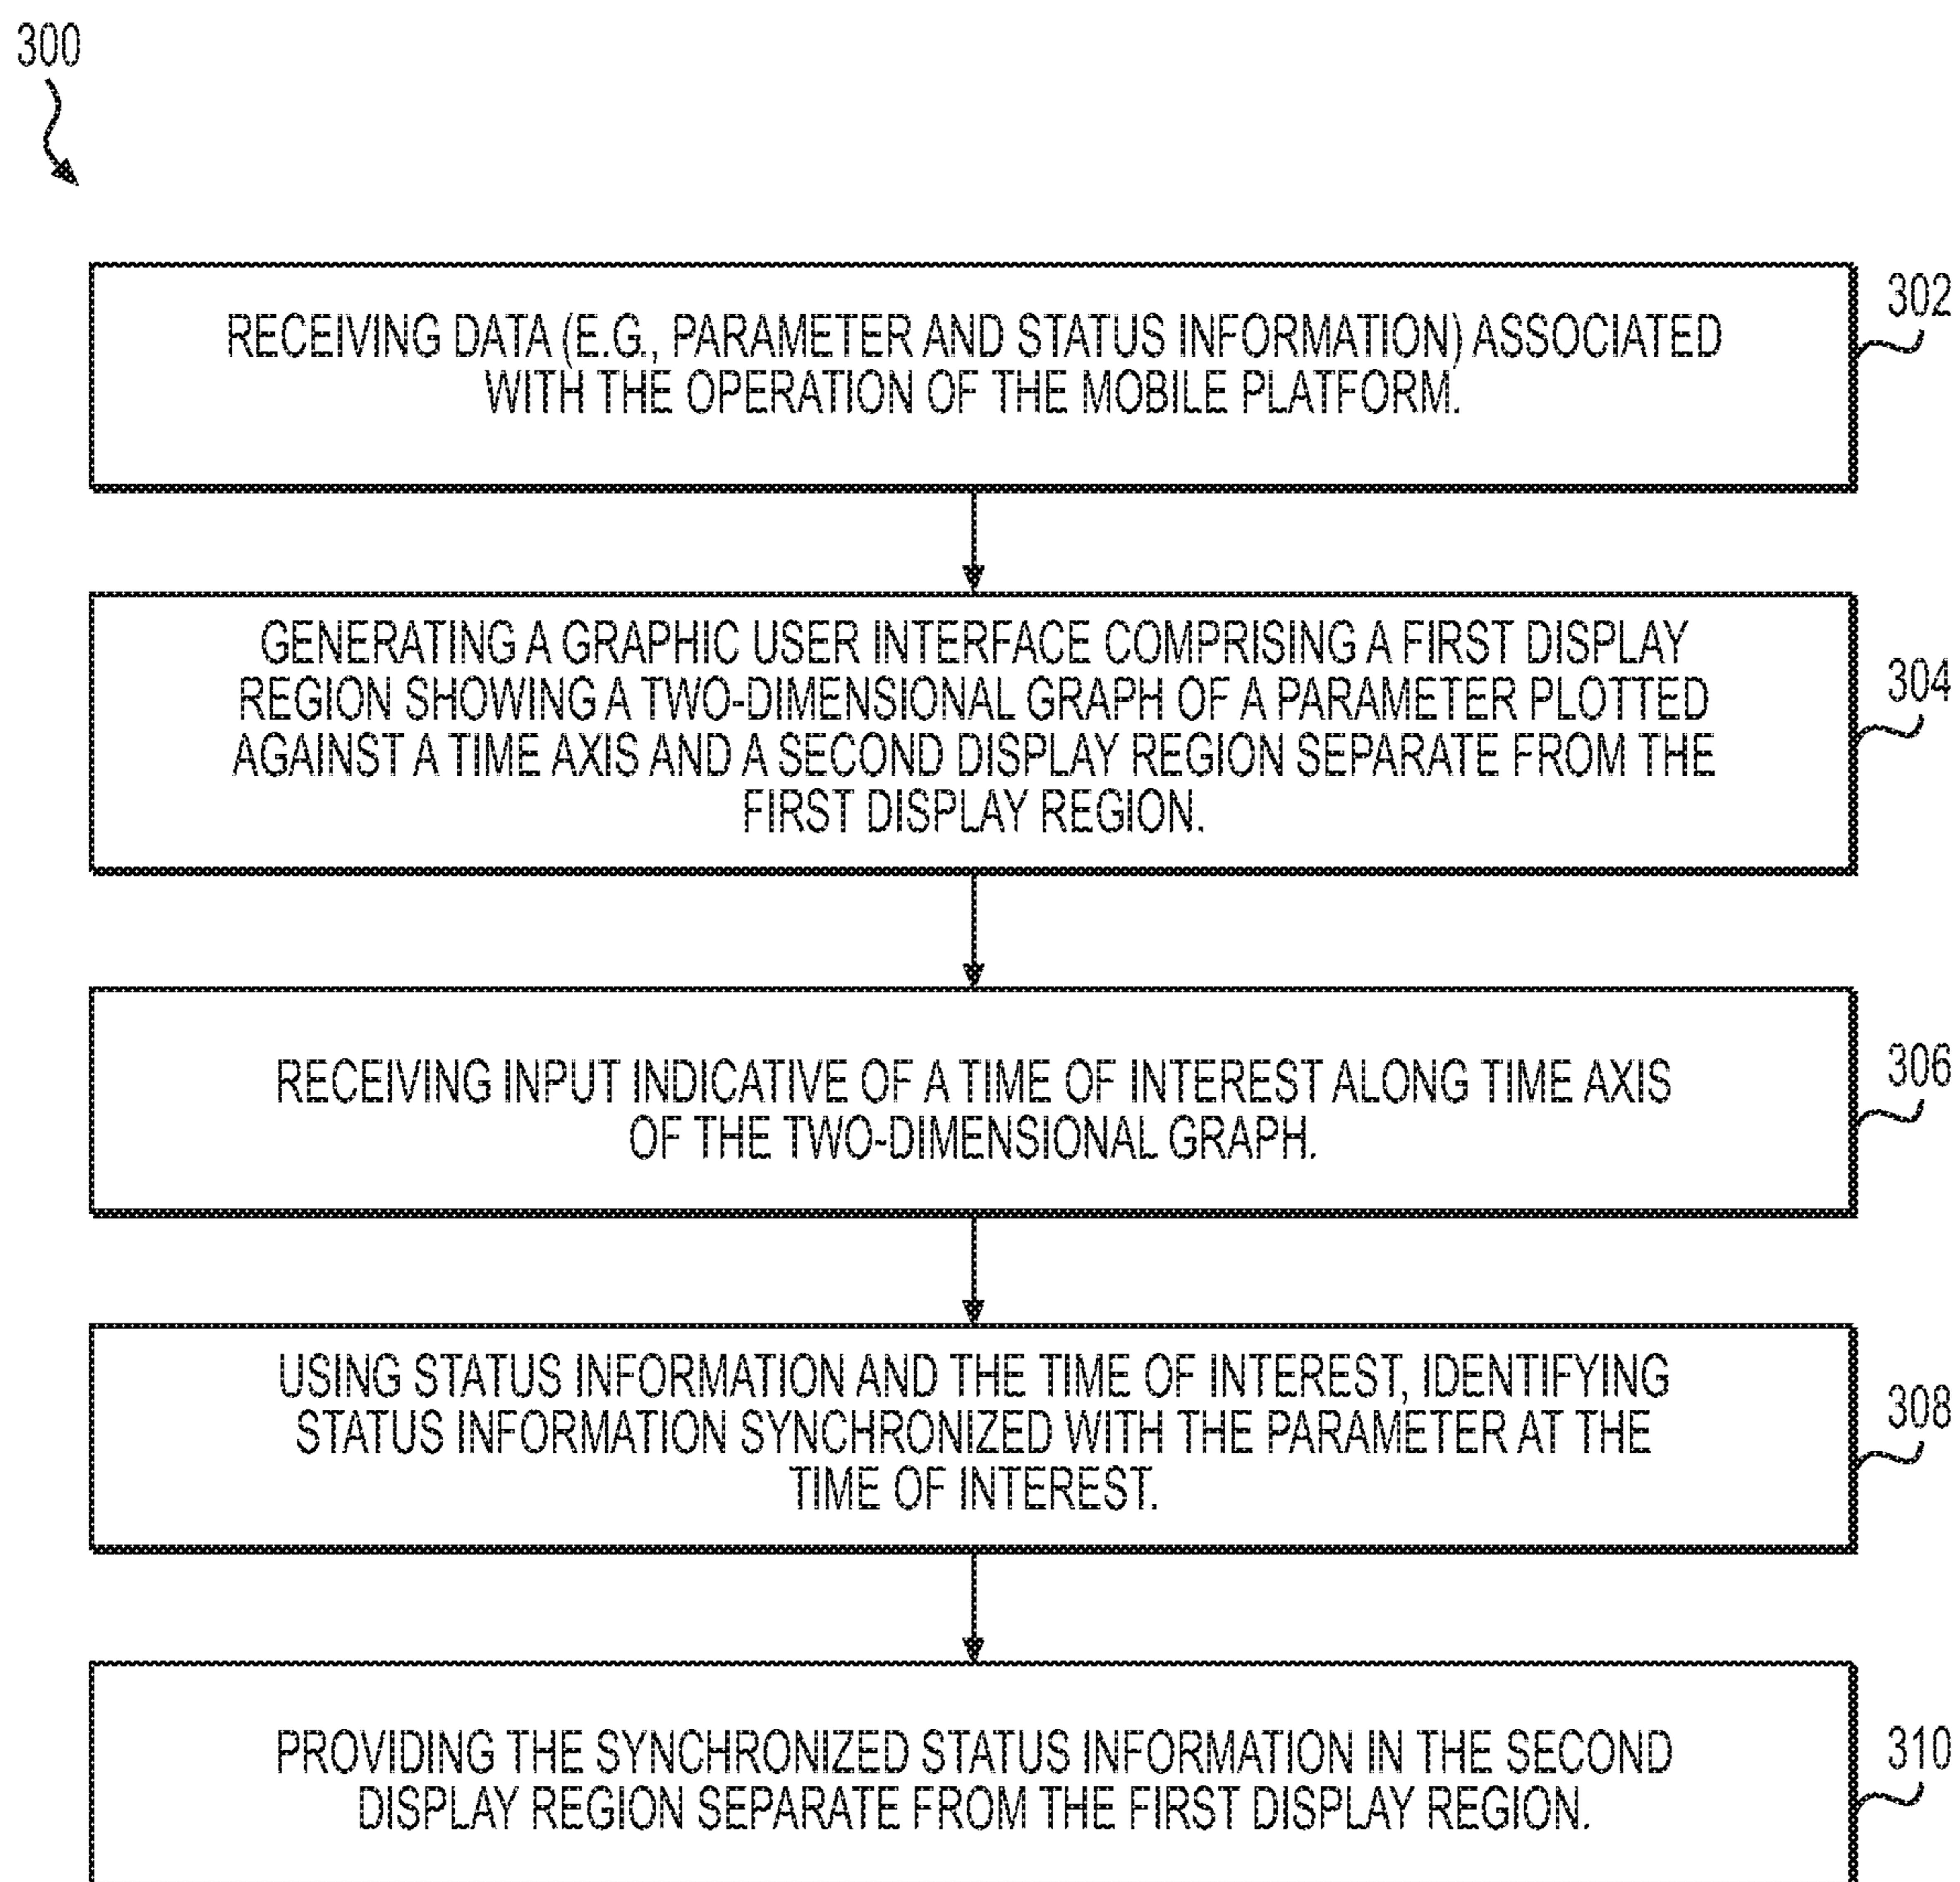 300
302
RECEIVING DATA (E.G., PARAMETER AND STATUS INFORMATION) ASSOCIATED
WITH THE OPERATION OF THE MOBILE PLATFORM.
304
GENERATING A GRAPHIC USER INTERFACE COMPRISING A FIRST DISPLAY
REGION SHOWING A TWO-DIMENSIONAL GRAPH OF A PARAMETER PLOTTED
AGAINST A TIME AXIS AND A SECOND DISPLAY REGION SEPARATE FROM THE
FIRST DISPLAY REGION.
306
RECEIVING INPUT INDICATIVE OF A TIME OF INTEREST ALONG TIME AXIS
OF THE TWO-DIMENSIONAL GRAPH.
308
USING STATUS INFORMATION AND THE TIME OF INTEREST, IDENTIFYING
STATUS INFORMATION SYNCHRONIZED WITH THE PARAMETER AT THE
TIME OF INTEREST.
310
PROVIDING THE SYNCHRONIZED STATUS INFORMATION IN THE SECOND
DISPLAY REGION SEPARATE FROM THE FIRST DISPLAY REGION.